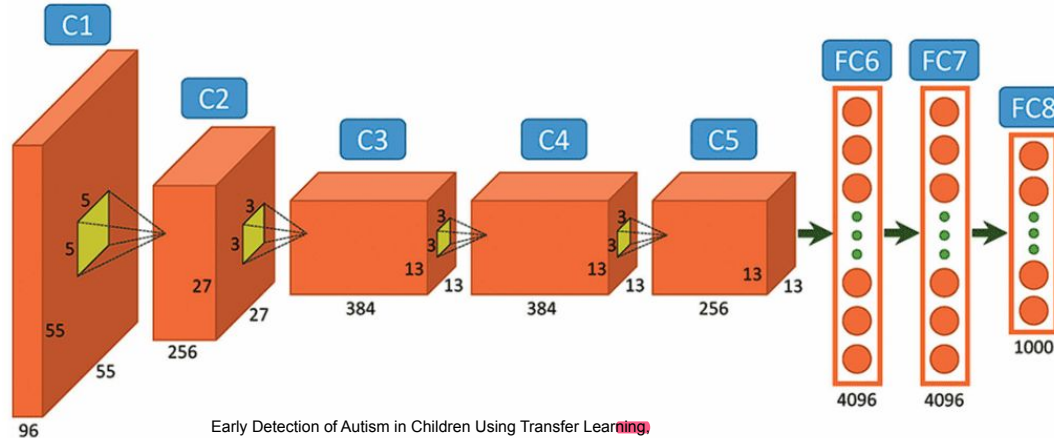 C1
C2
C3
C4
C5
FC6
FC7
FC8
5
5
3
3
3
3
3
3
55
55
96
27
27
256
13
13
384
13
13
384
13
13
256
4096
4096
1000
Early Detection of Autism in Children Using Transfer Learning,